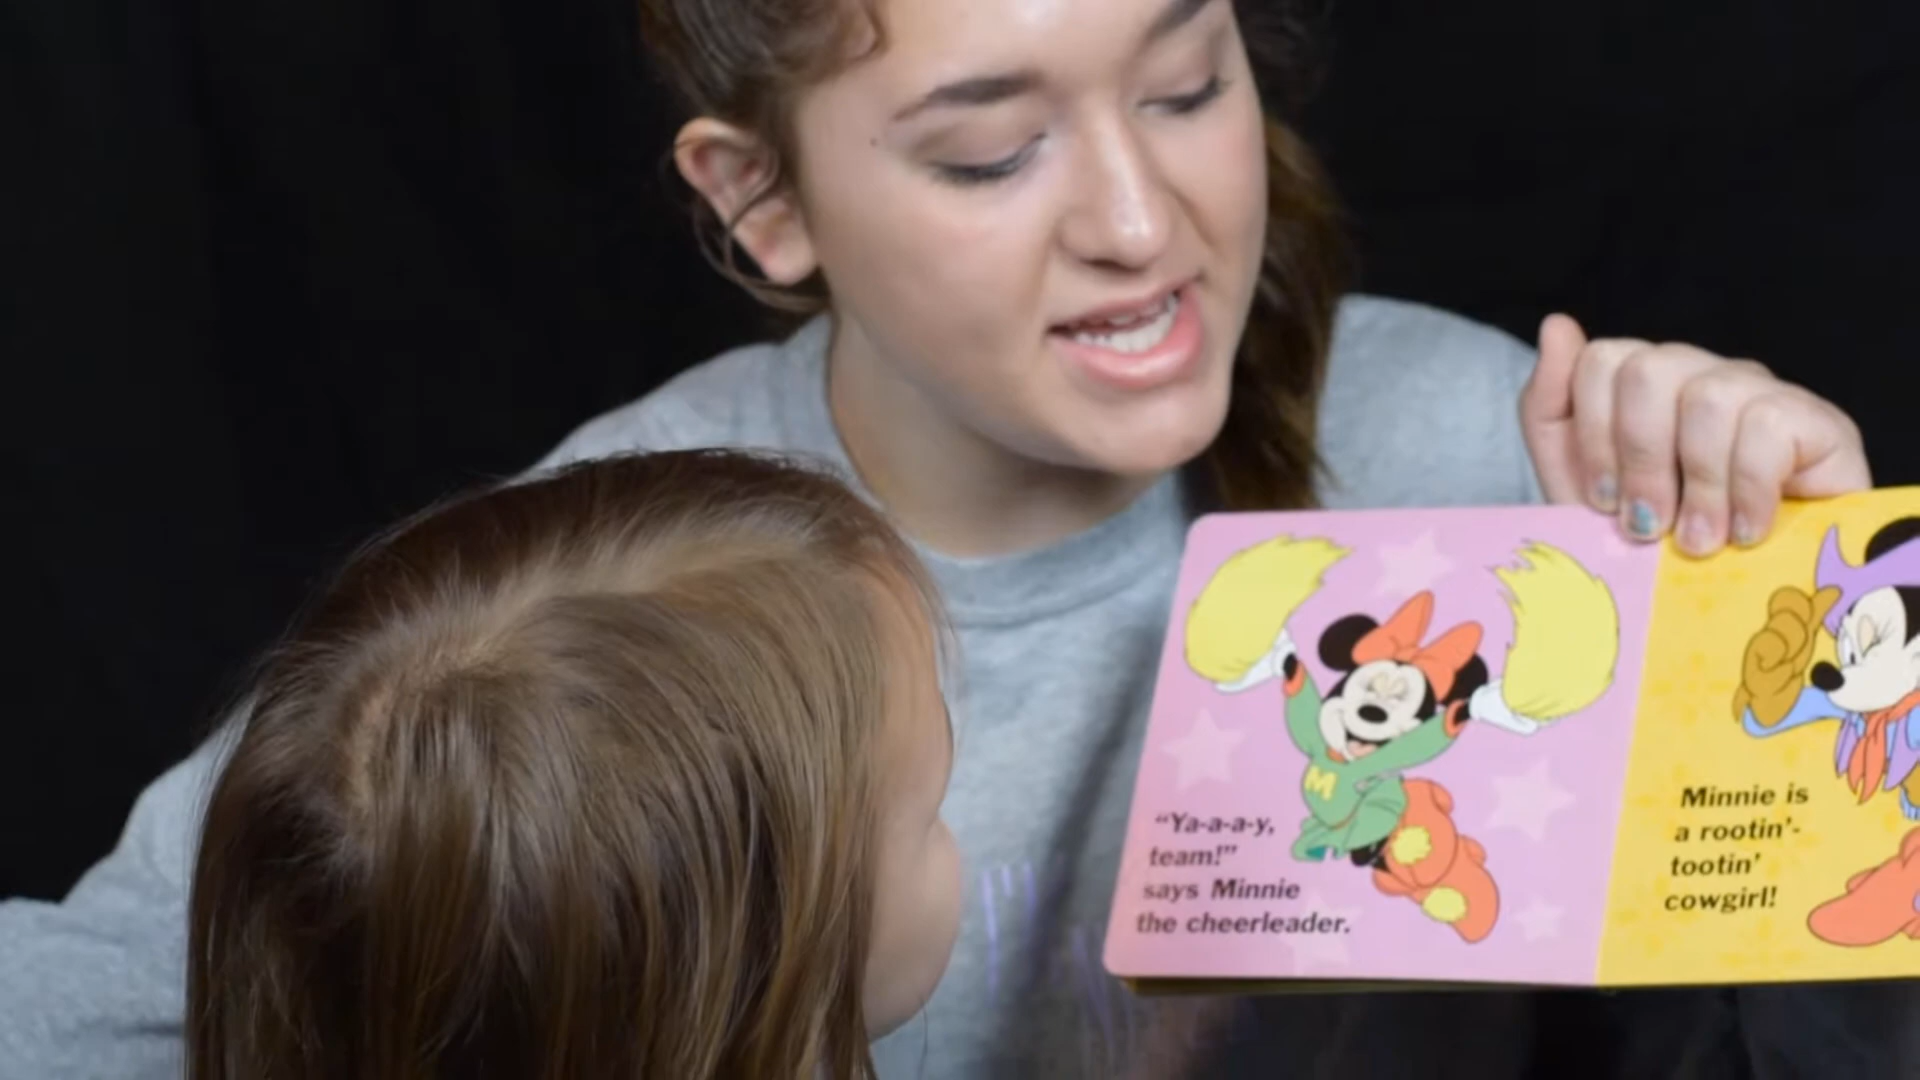 "Ya-a-a-y,
team!"
says Minnie
the cheerleader.
M
Minnie is
a rootin'-
tootin'
cowgirl!